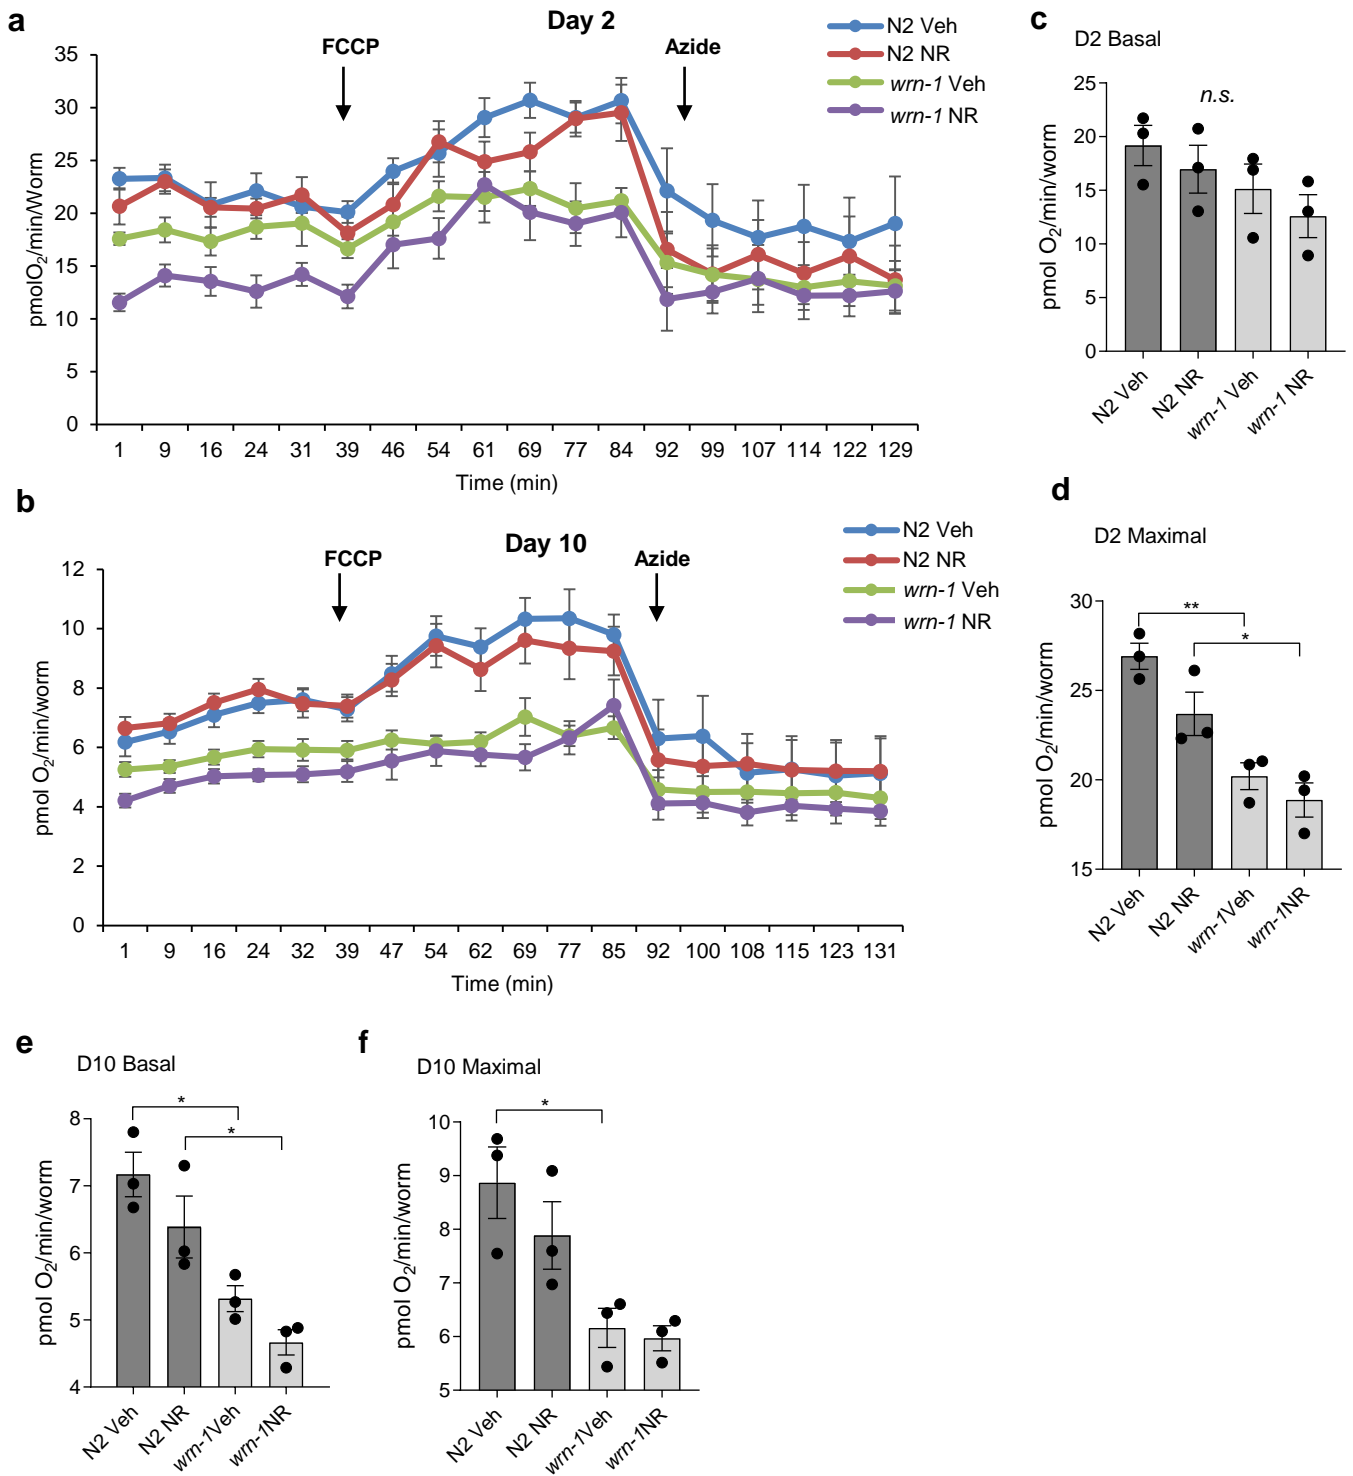 a
Day 2
N2 Veh
N2 NR
wrn-1 Veh
wrn-1 NR
FCCP
Azide
35
30
25
20
15
10
5
0
pmolO2/min/Worm
1 9 16 24 31 39 46 54 61 69 77 84 92 99 107 114 122 129
Time (min)
b
Day 10
N2 Veh
N2 NR
wrn-1 Veh
wrn-1 NR
FCCP
Azide
12
10
8
6
4
2
0
pmol O2/min/worm
1 9 16 24 32 39 47 54 62 69 77 85 92 100 108 115 123 131
Time (min)
c
D2 Basal
n.s.
25
20
15
10
5
0
pmol O2/min/worm
N2 Veh
N2 NR
wrn-1 Veh
wrn-1 NR
d
D2 Maximal
**
*
30
25
20
15
pmol O2/min/worm
N2 Veh
N2 NR
wrn-1Veh
wrn-1NR
e
D10 Basal
*
*
8
7
6
5
4
pmol O2/min/worm
N2 Veh
N2 NR
wrn-1Veh
wrn-1NR
f
D10 Maximal
*
10
9
8
7
6
5
pmol O2/min/worm
N2 Veh
N2 NR
wrn-1Veh
wrn-1NR